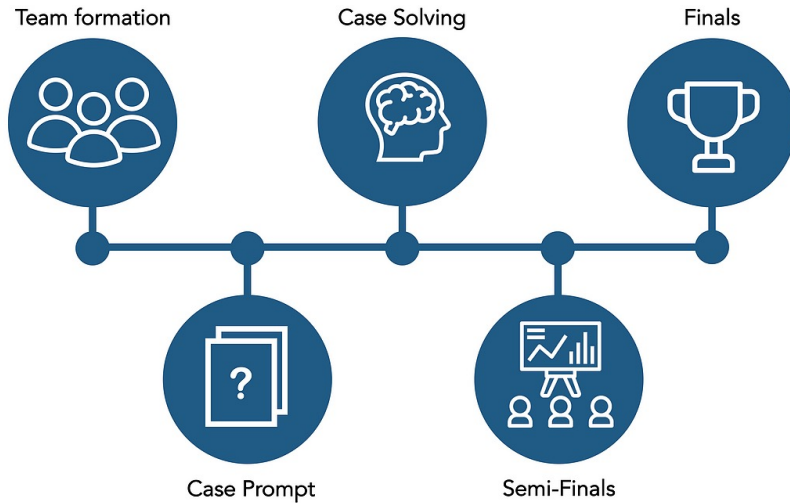 Team formation
Case Solving
Finals
?
Case Prompt
Semi-Finals